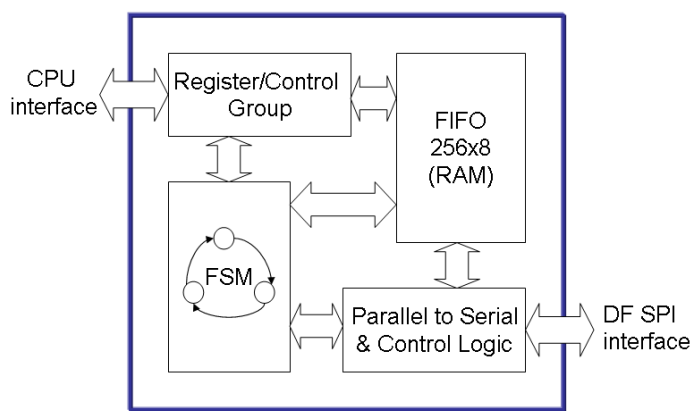 CPU
interface
Register/Control
Group
FIFO
256x8
(RAM)
FSM
Parallel to Serial
& Control Logic
DF SPI
interface